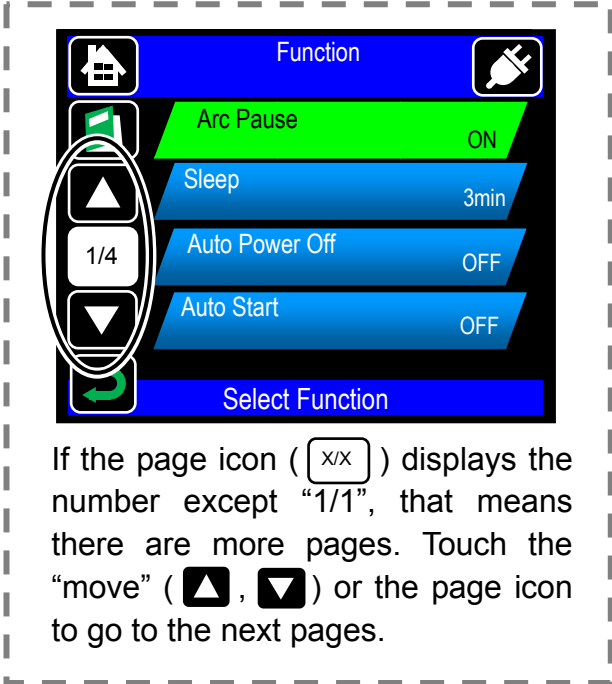 Function
Arc Pause
ON
Sleep
3min
1/4
Auto Power Off
OFF
Auto Start
OFF
Select Function
If the page icon ( X/X ) displays the
number except “1/1”, that means
there are more pages. Touch the
“move” ( ▲ , ▼ ) or the page icon
to go to the next pages.